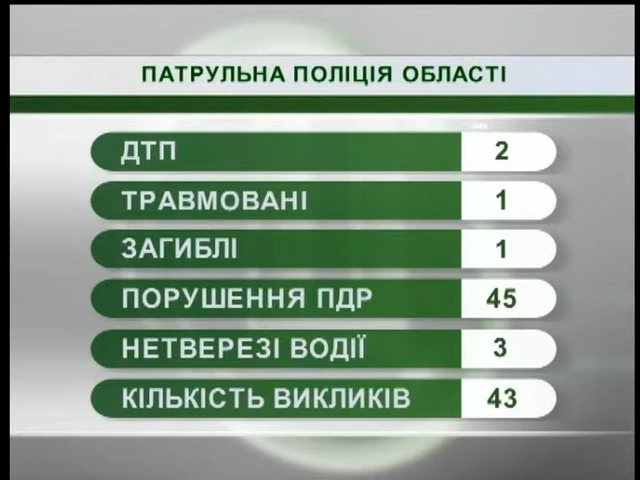 ПАТРУЛЬНА ПОЛІЦІЯ ОБЛАСТІ
ДТП 2
ТРАВМОВАНІ 1
ЗАГИБЛІ 1
ПОРУШЕННЯ ПДР 45
НЕТВЕРЕЗІ ВОДІЇ 3
КІЛЬКІСТЬ ВИКЛИКІВ 43